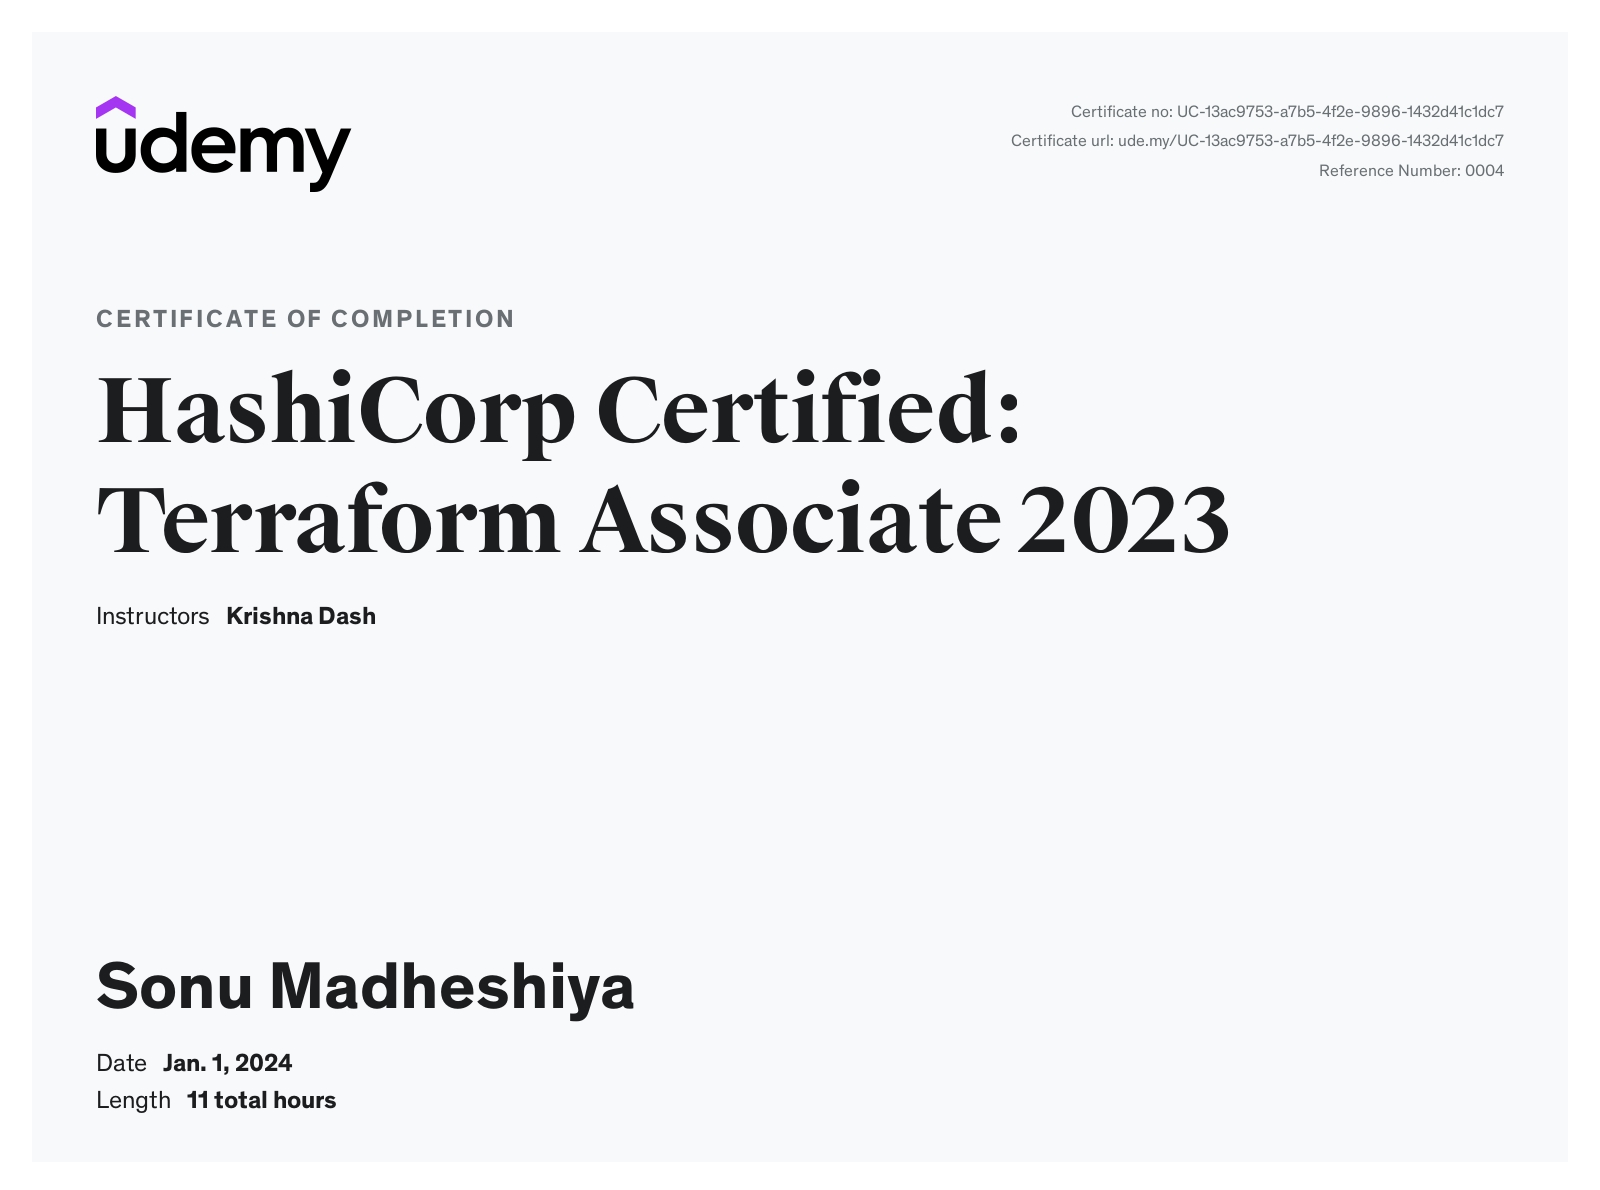 udemy
Certificate no: UC-13ac9753-a7b5-4f2e-9896-1432d41c1dc7
Certificate url: ude.my/UC-13ac9753-a7b5-4f2e-9896-1432d41c1dc7
Reference Number: 0004
CERTIFICATE OF COMPLETION
HashiCorp Certified:
Terraform Associate 2023
Instructors Krishna Dash
Sonu Madheshiya
Date Jan. 1, 2024
Length 11 total hours